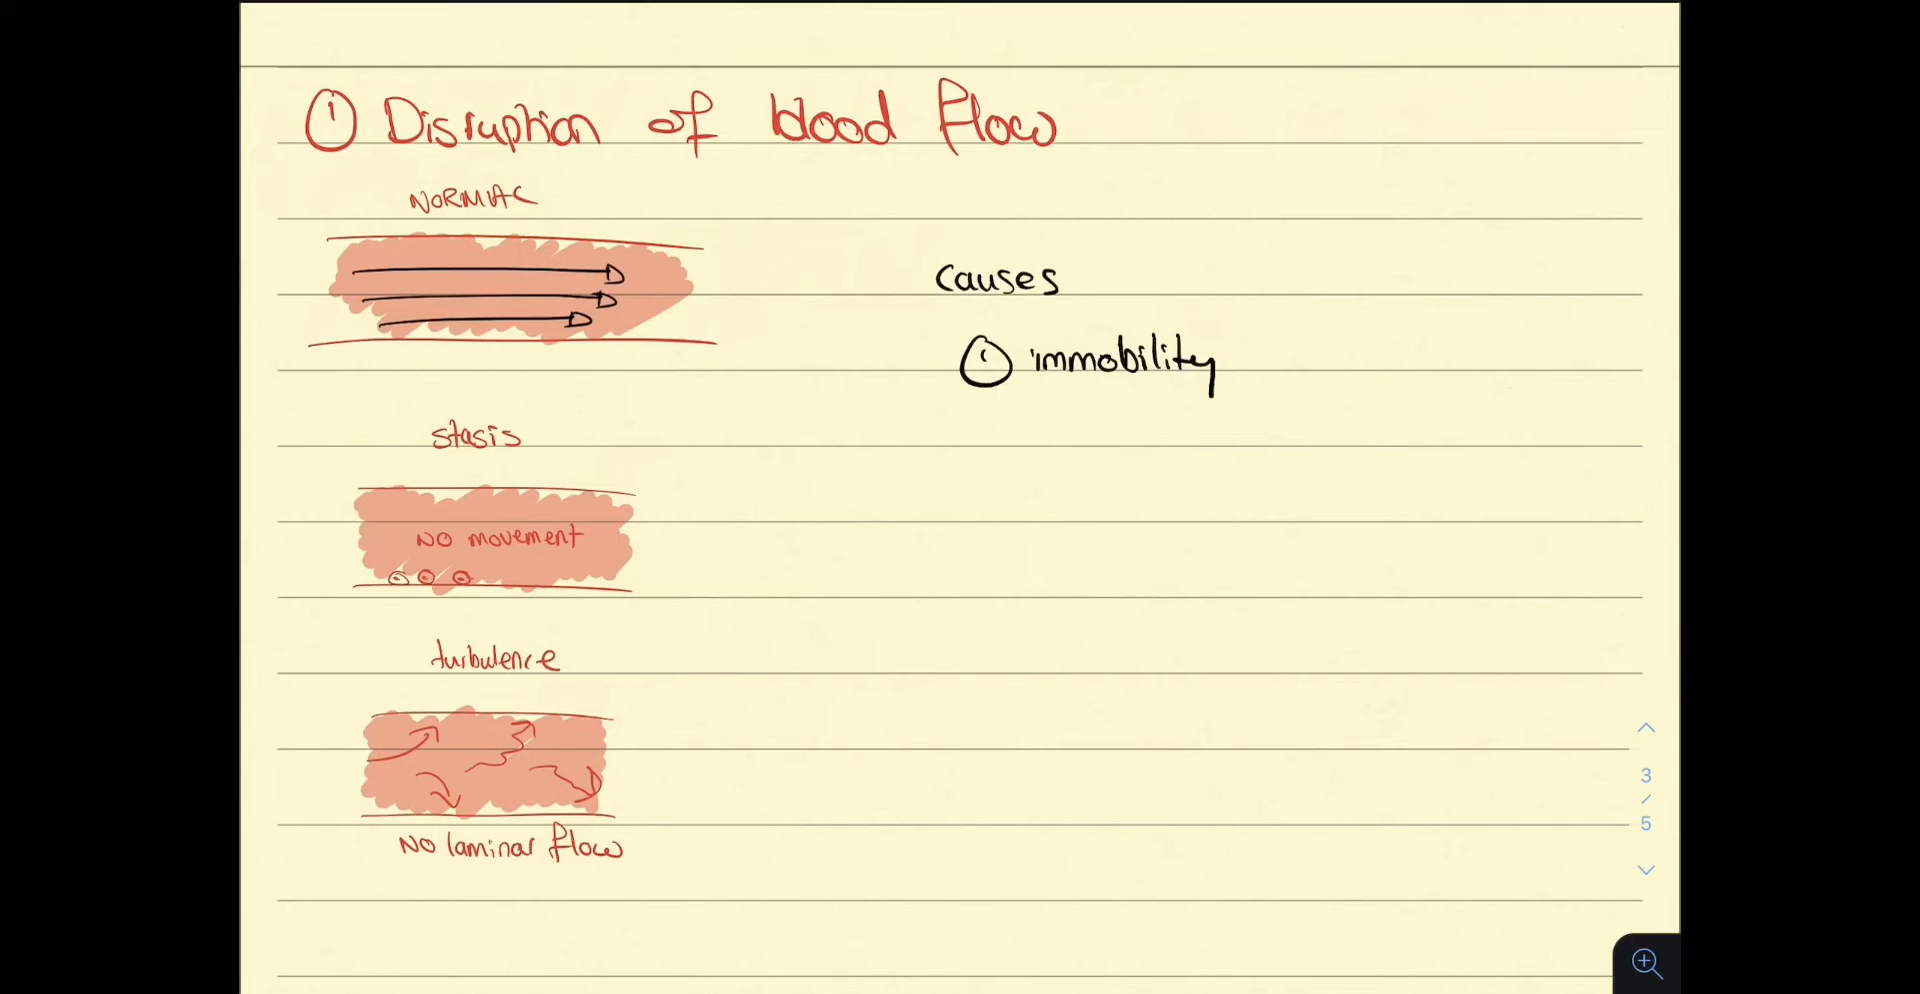 ① Disruption of blood flow
NORMAL
causes
① immobility
stasis
NO movement
turbulence
No laminar flow
3
/
5